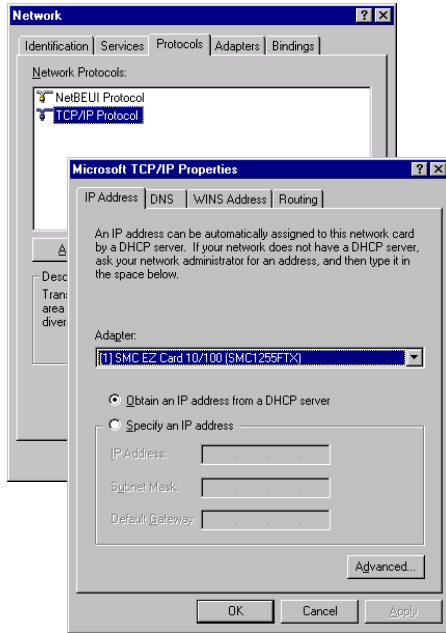 Network
Identification Services Protocols Adapters Bindings
Network Protocols:
NetBEUI Protocol
TCP/IP Protocol
Microsoft TCP/IP Properties
IP Address DNS WINS Address Routing
An IP address can be automatically assigned to this network card
by a DHCP server. If your network does not have a DHCP server,
ask your network administrator for an address, and then type it in
the space below.
A
Desc
Trans
area
diver
Adapter:
[1] SMC EZ Card 10/100 (SMC1255FTX)
Obtain an IP address from a DHCP server
Specify an IP address
IP Address:
Subnet Mask:
Default Gateway:
Advanced...
OK Cancel Apply